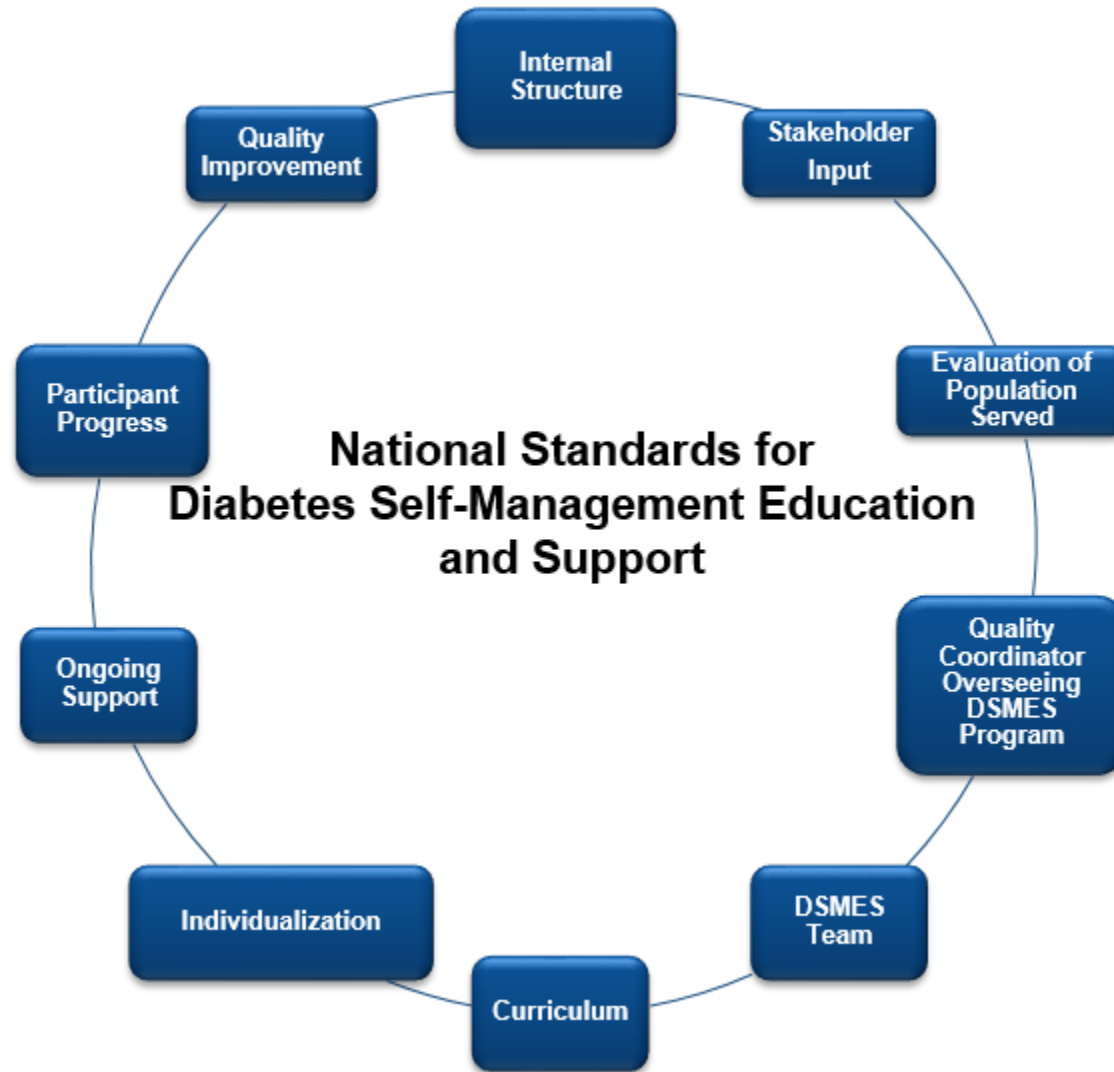 Internal
Structure
Stakeholder
Input
Evaluation of
Population
Served
Quality
Coordinator
Overseeing
DSMES
Program
DSMES
Team
Curriculum
Individualization
Ongoing
Support
Participant
Progress
Quality
Improvement
National Standards for
Diabetes Self-Management Education
and Support